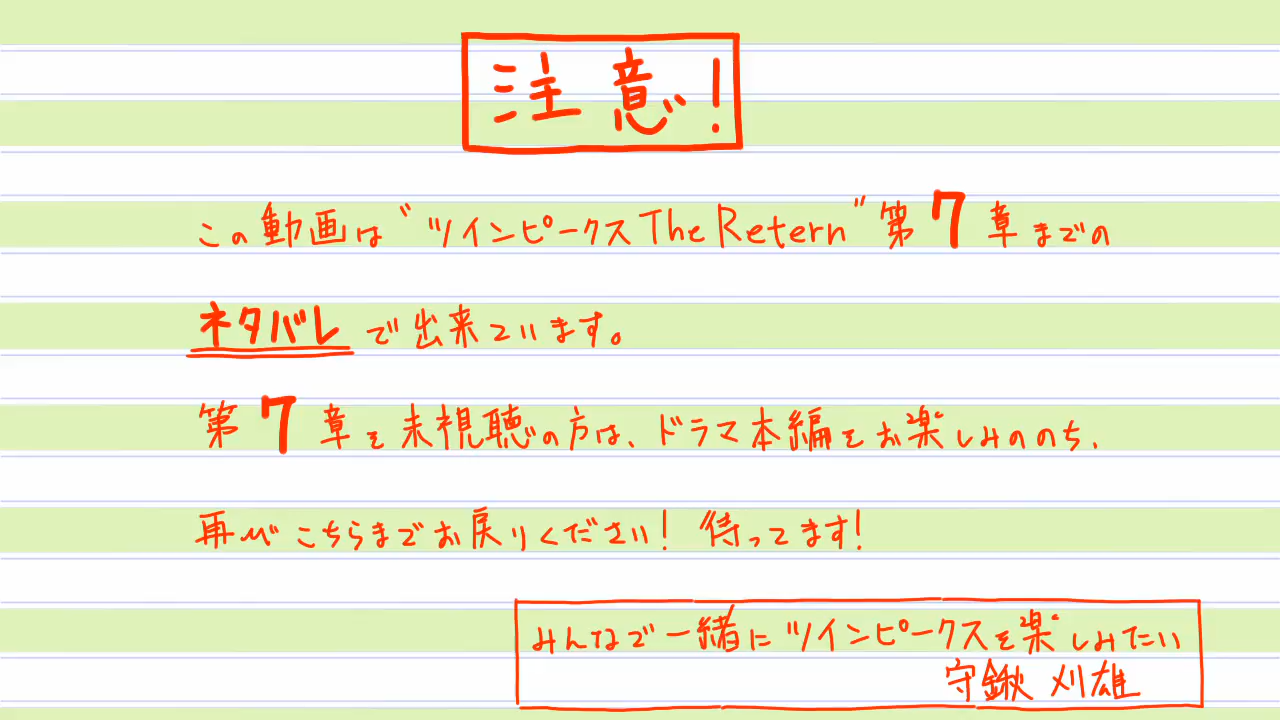 注意!
この動画は"ツインピークスThe Retern"第7章までの
ネタバレで出来ています。
第7章を未視聴の方は、ドラマ本編をお楽しみののち、
再びこちらまでお戻りください! 待ってます!
みんなで一緒にツインピークスを楽しみたい
守鍬 刈雄